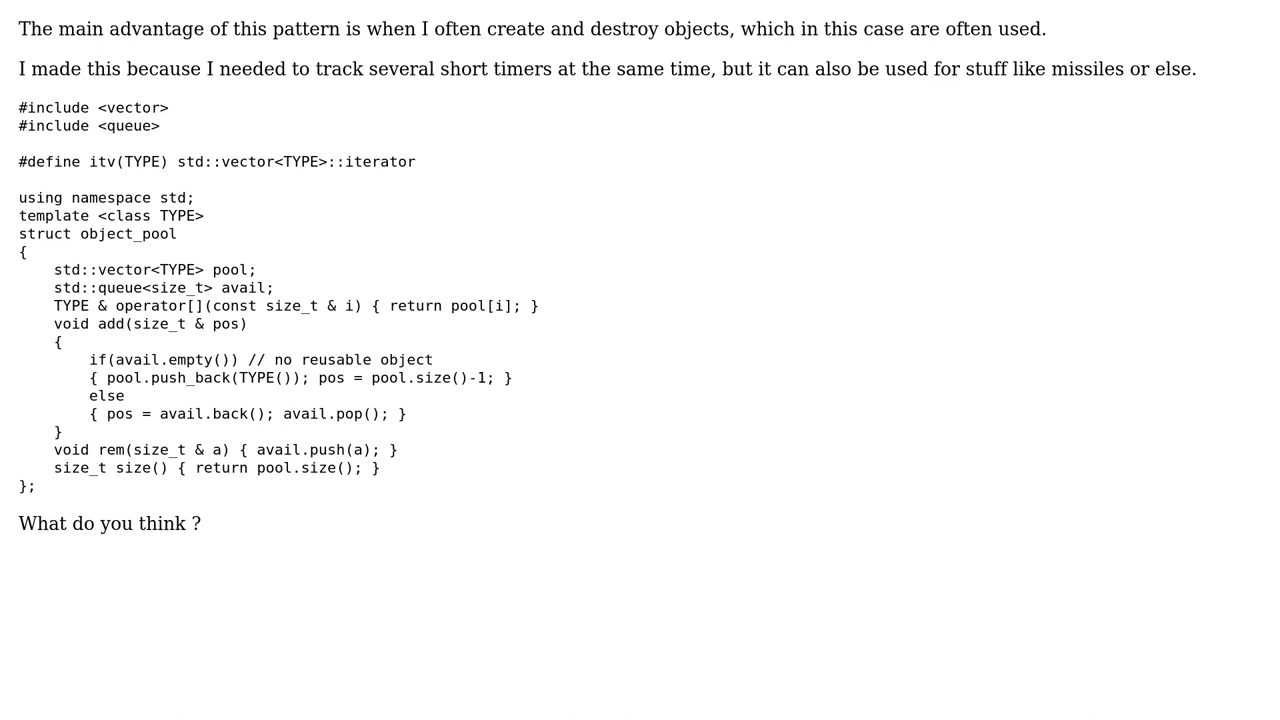 The main advantage of this pattern is when I often create and destroy objects, which in this case are often used.
I made this because I needed to track several short timers at the same time, but it can also be used for stuff like missiles or else.
#include <vector>
#include <queue>

#define itv(TYPE) std::vector<TYPE>::iterator

using namespace std;
template <class TYPE>
struct object_pool
{
    std::vector<TYPE> pool;
    std::queue<size_t> avail;
    TYPE & operator[](const size_t & i) { return pool[i]; }
    void add(size_t & pos)
    {
        if(avail.empty()) // no reusable object
        { pool.push_back(TYPE()); pos = pool.size()-1; }
        else
        { pos = avail.back(); avail.pop(); }
    }
    void rem(size_t & a) { avail.push(a); }
    size_t size() { return pool.size(); }
};
What do you think ?